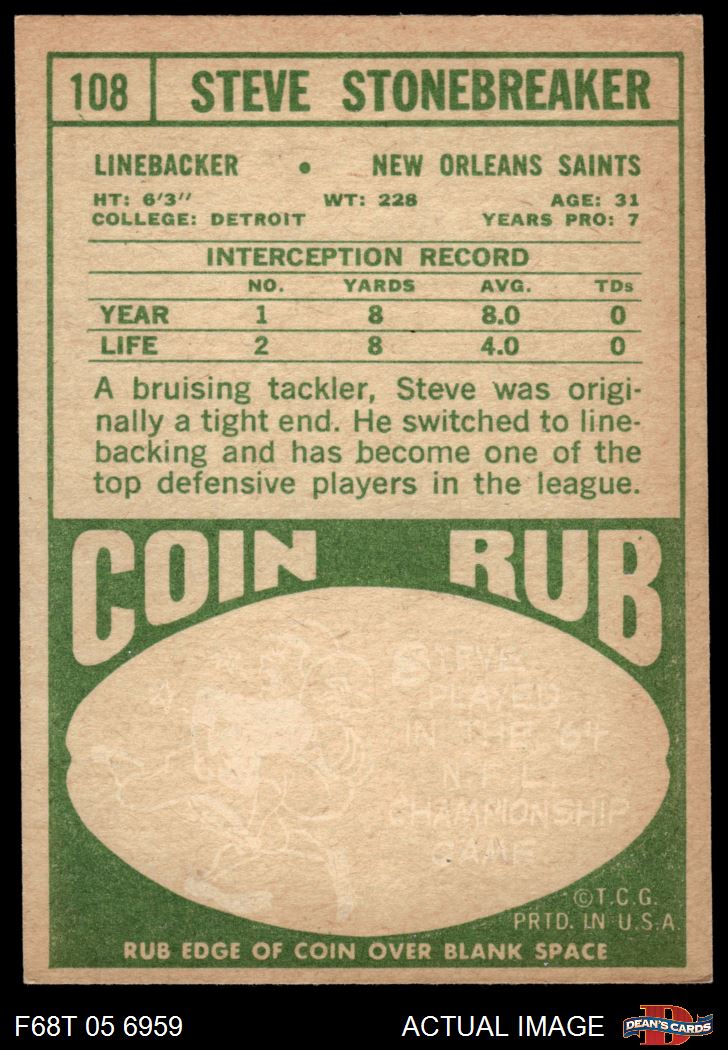 108 STEVE STONEBREAKER
LINEBACKER • NEW ORLEANS SAINTS
HT: 6'3" WT: 228 AGE: 31
COLLEGE: DETROIT YEARS PRO: 7
INTERCEPTION RECORD
NO. YARDS AVG. TDs
YEAR 1 8 8.0 0
LIFE 2 8 4.0 0
A bruising tackler, Steve was origi-
nally a tight end. He switched to line-
backing and has become one of the
top defensive players in the league.
COIN RUB
STEVE
PLAYED
IN THE '64
N.F.L.
CHAMPIONSHIP
GAME
©T.C.G.
PRTD. IN U.S.A.
RUB EDGE OF COIN OVER BLANK SPACE
F68T 05 6959 ACTUAL IMAGE D DEAN'S CARDS